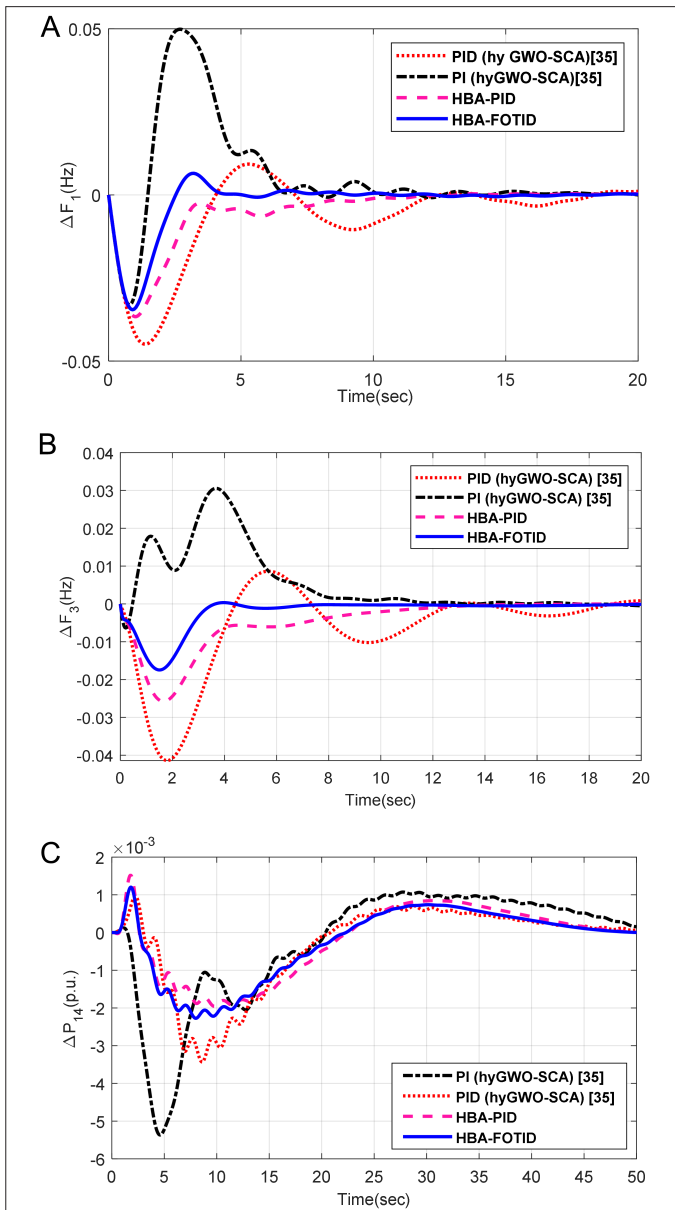 A
0.05
0
-0.05
ΔF1(Hz)
PID (hy GWO-SCA)[35]
PI (hyGWO-SCA)[35]
HBA-PID
HBA-FOTID
0 5 10 15 20
Time(sec)
B
0.04
0.03
0.02
0.01
0
-0.01
-0.02
-0.03
-0.04
ΔF3(Hz)
PID (hyGWO-SCA) [35]
PI (hyGWO-SCA) [35]
HBA-PID
HBA-FOTID
0 2 4 6 8 10 12 14 16 18 20
Time(sec)
C
×10-3
2
1
0
-1
-2
-3
-4
-5
-6
ΔP14(p.u.)
PI (hyGWO-SCA) [35]
PID (hyGWO-SCA) [35]
HBA-PID
HBA-FOTID
0 5 10 15 20 25 30 35 40 45 50
Time(sec)